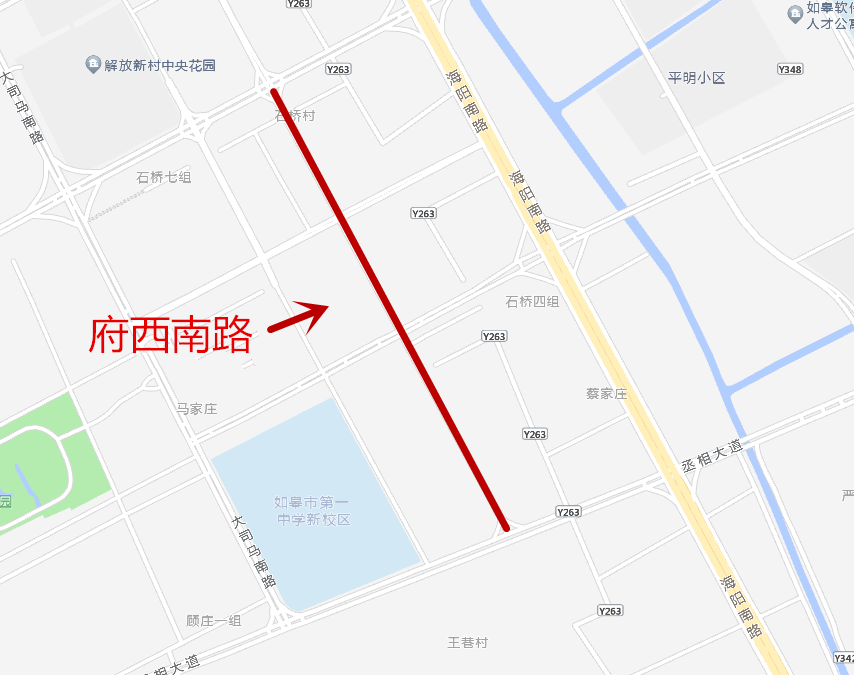 Y263
如皋软件
人才公寓
解放新村中央花园
Y263
海阳南路
平明小区
Y348
大司马南路
石桥村
石桥七组
海阳南路
Y263
石桥四组
府西南路
Y263
马家庄
蔡家庄
Y263
丞相大道
园
如皋市第一
中学新校区
严
Y263
大司马南路
海阳南路
Y263
顾庄一组
王巷村
相大道
Y342